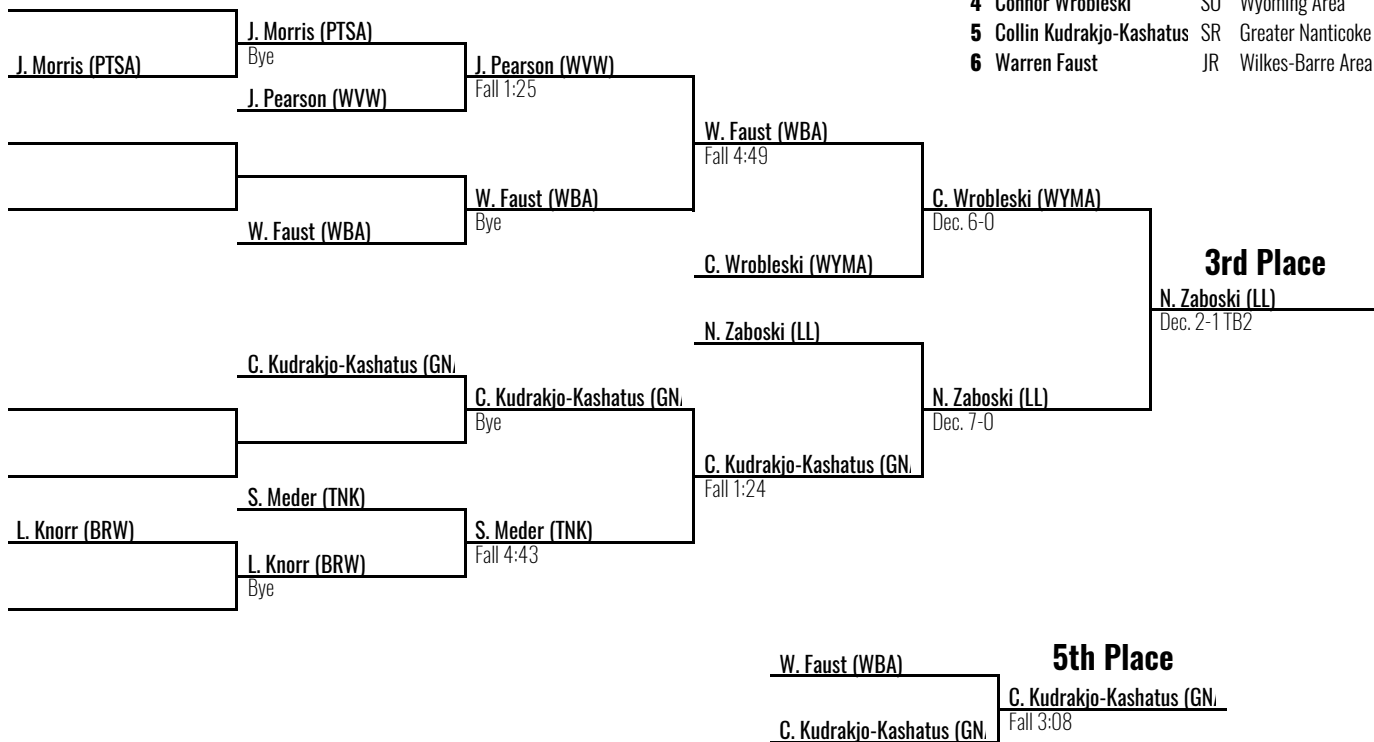 4 Connor Wrobleski SO Wyoming Area
5 Collin Kudrakjo-Kashatus SR Greater Nanticoke
6 Warren Faust JR Wilkes-Barre Area
J. Morris (PTSA)
J. Morris (PTSA)
Bye
J. Pearson (WVW)
J. Pearson (WVW)
Fall 1:25
W. Faust (WBA)
W. Faust (WBA)
Bye
W. Faust (WBA)
Fall 4:49
C. Wrobleski (WYMA)
C. Wrobleski (WYMA)
Dec. 6-0
3rd Place
N. Zaboski (LL)
Dec. 2-1 TB2
N. Zaboski (LL)
N. Zaboski (LL)
Dec. 7-0
C. Kudrakjo-Kashatus (GN
C. Kudrakjo-Kashatus (GN
Bye
C. Kudrakjo-Kashatus (GN
Fall 1:24
S. Meder (TNK)
S. Meder (TNK)
Fall 4:43
L. Knorr (BRW)
L. Knorr (BRW)
Bye
5th Place
W. Faust (WBA)
C. Kudrakjo-Kashatus (GN
Fall 3:08
C. Kudrakjo-Kashatus (GN